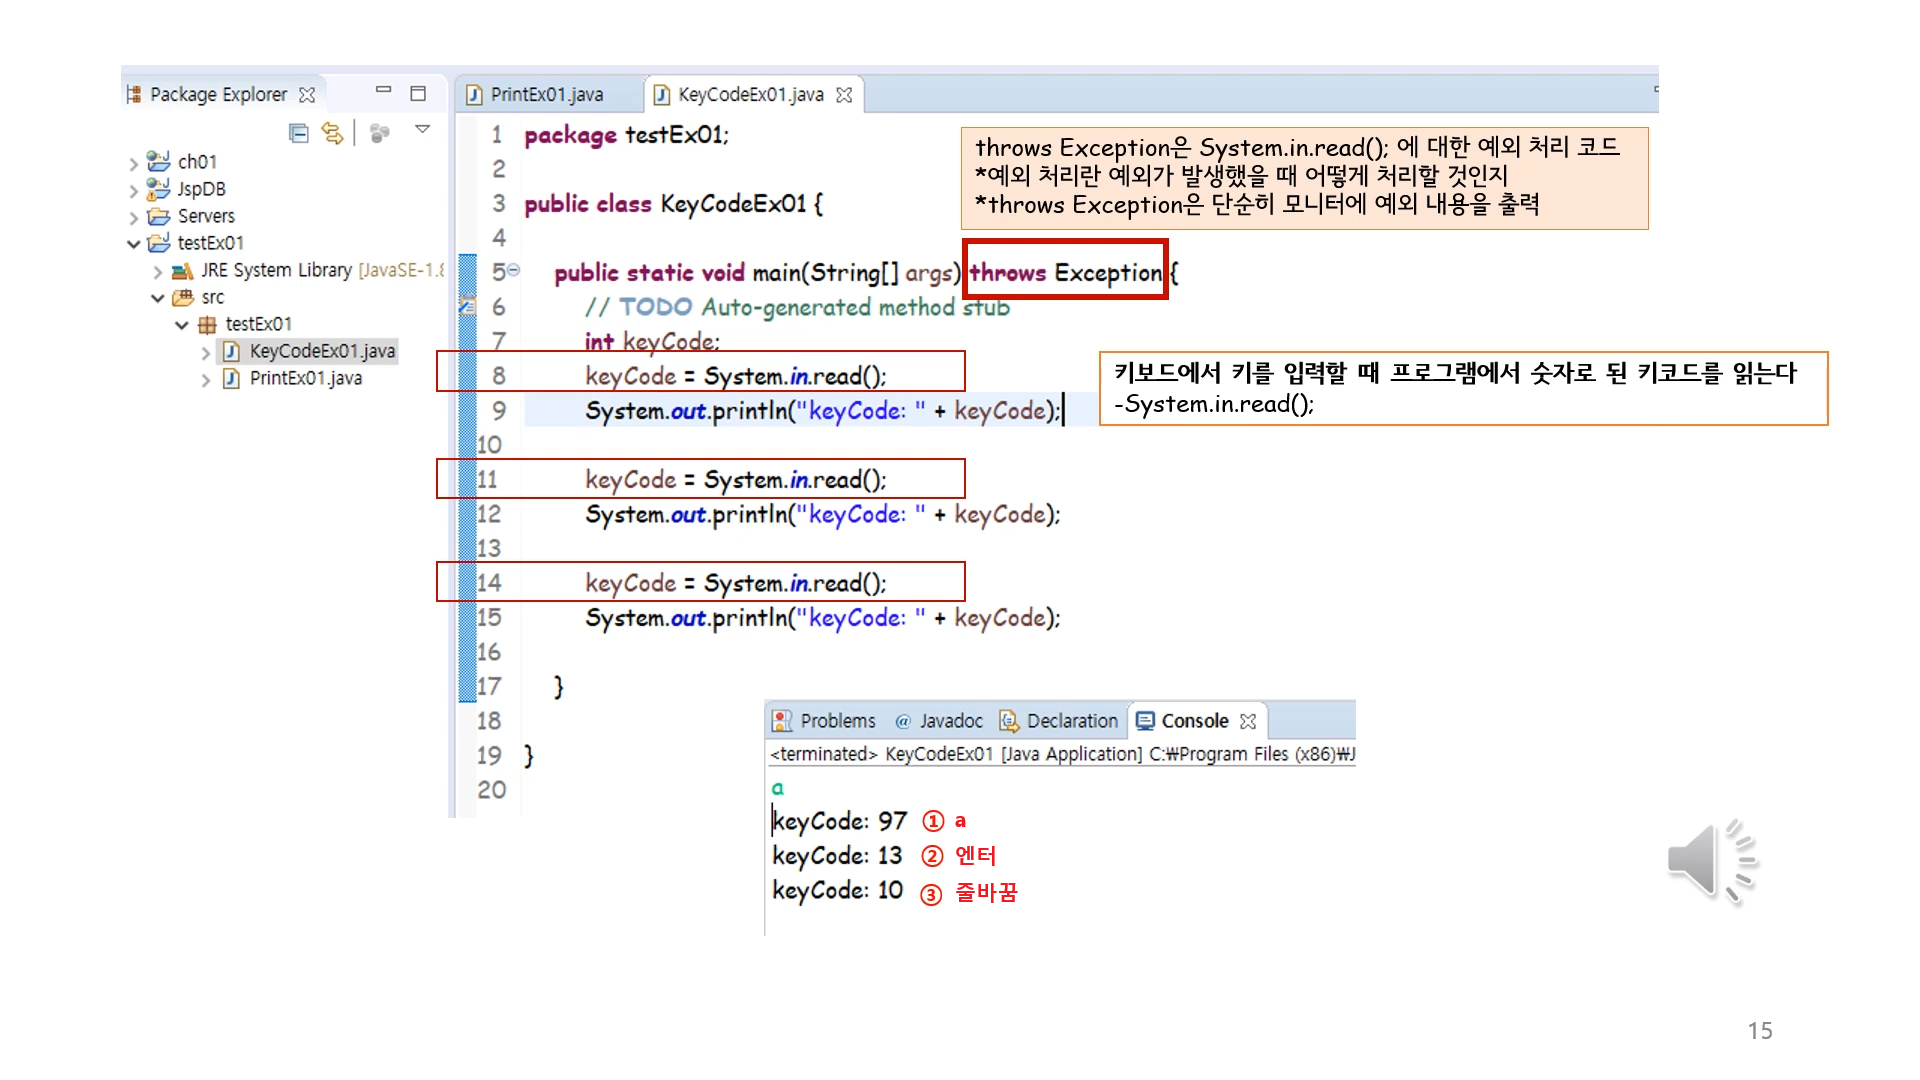 Package Explorer
ch01
JspDB
Servers
testEx01
JRE System Library [JavaSE-1.8
src
testEx01
KeyCodeEx01.java
PrintEx01.java
PrintEx01.java
KeyCodeEx01.java
1 package testEx01;
2
3 public class KeyCodeEx01 {
4
5 public static void main(String[] args) throws Exception {
6 // TODO Auto-generated method stub
7 int keyCode;
8 keyCode = System.in.read();
9 System.out.println("keyCode: " + keyCode);
10
11 keyCode = System.in.read();
12 System.out.println("keyCode: " + keyCode);
13
14 keyCode = System.in.read();
15 System.out.println("keyCode: " + keyCode);
16
17 }
18
19 }
20
throws Exception은 System.in.read(); 에 대한 예외 처리 코드
*예외 처리란 예외가 발생했을 때 어떻게 처리할 것인지
*throws Exception은 단순히 모니터에 예외 내용을 출력
키보드에서 키를 입력할 때 프로그램에서 숫자로 된 키코드를 읽는다
-System.in.read();
Problems @ Javadoc Declaration Console
<terminated> KeyCodeEx01 [Java Application] C:₩Program Files (x86)₩J
a
keyCode: 97 ① a
keyCode: 13 ② 엔터
keyCode: 10 ③ 줄바꿈
15